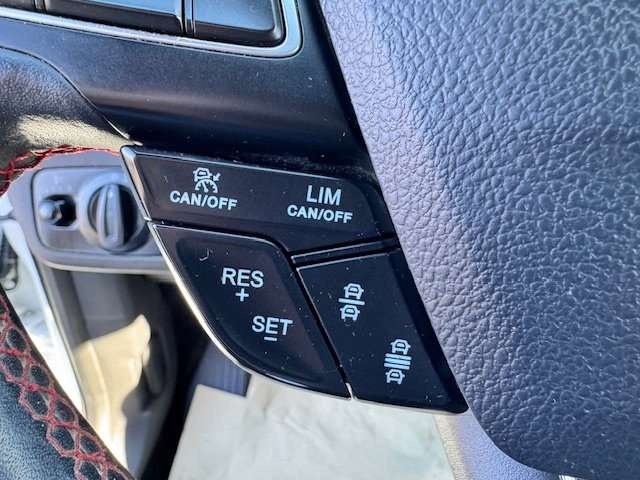 CAN/OFF
LIM
CAN/OFF
RES
+
SET
-